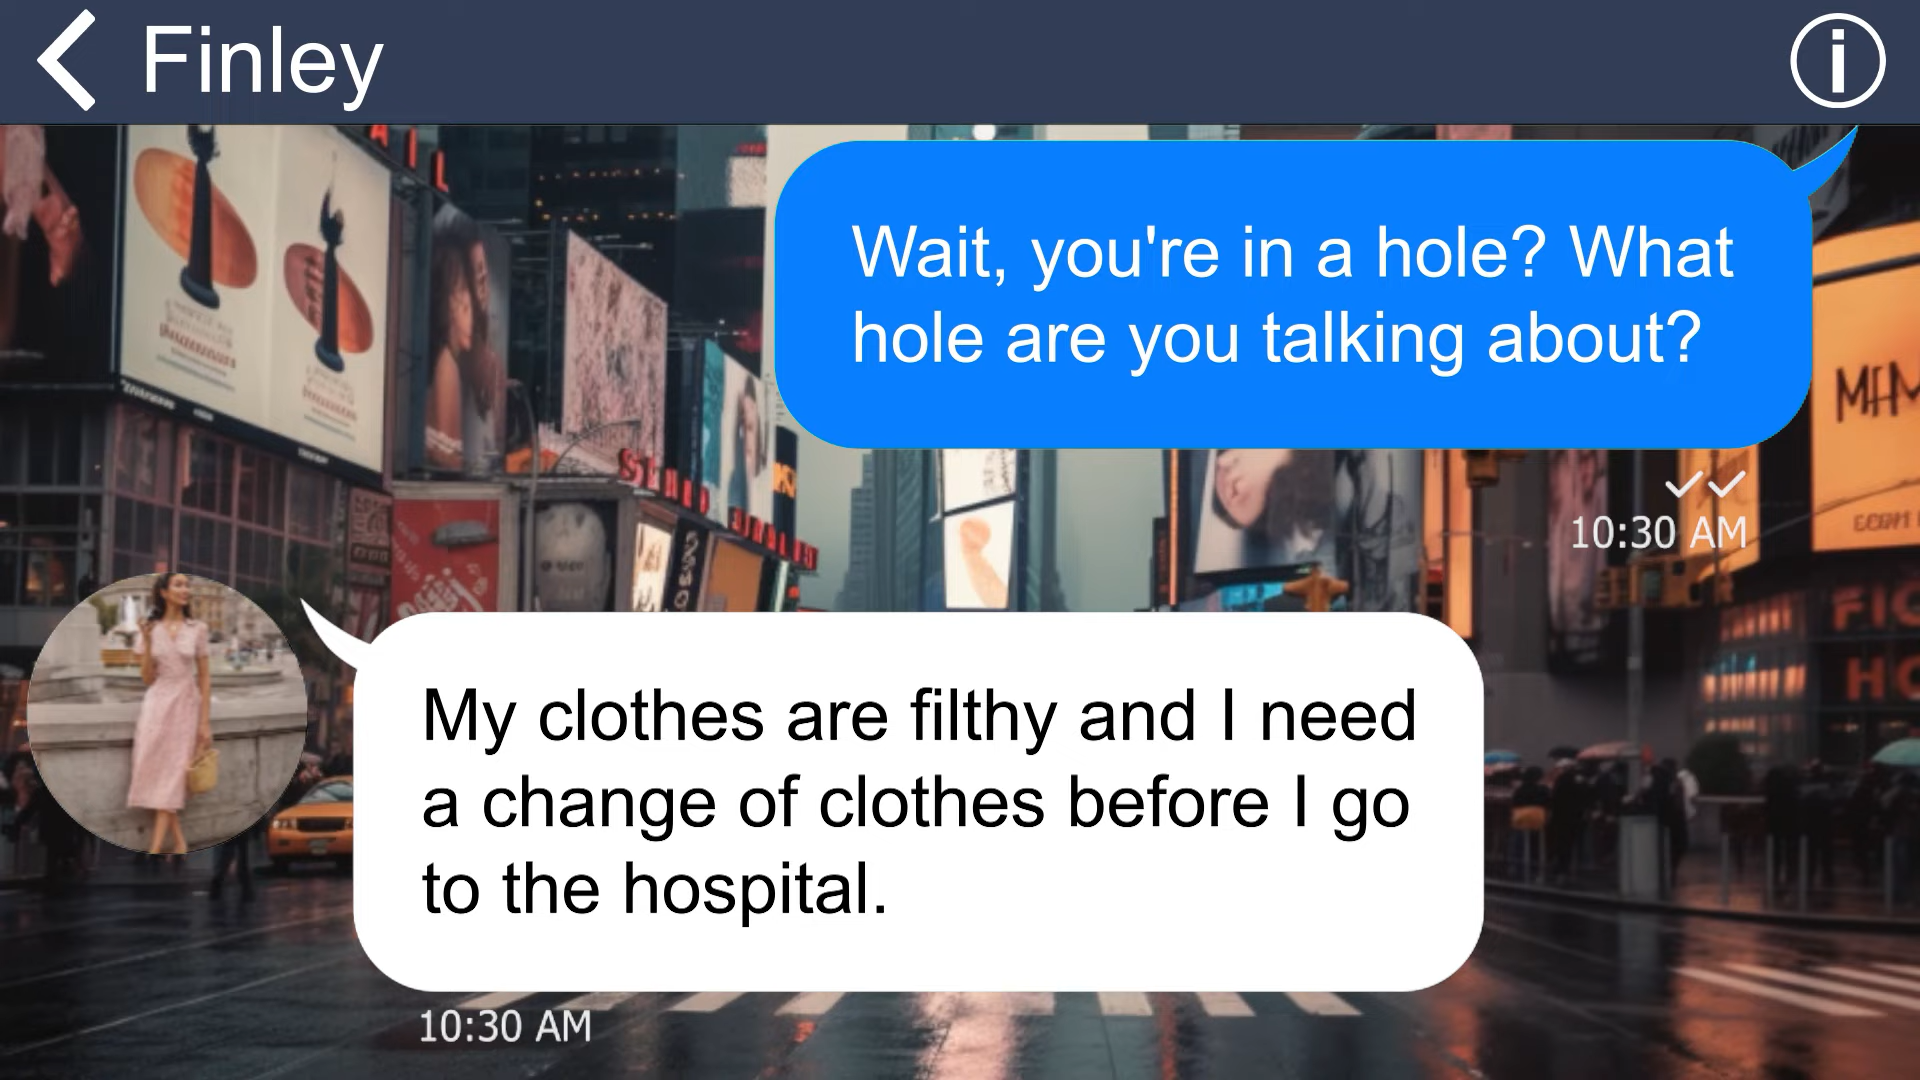 Finley
Wait, you're in a hole? What
hole are you talking about?
10:30 AM
My clothes are filthy and I need
a change of clothes before I go
to the hospital.
10:30 AM